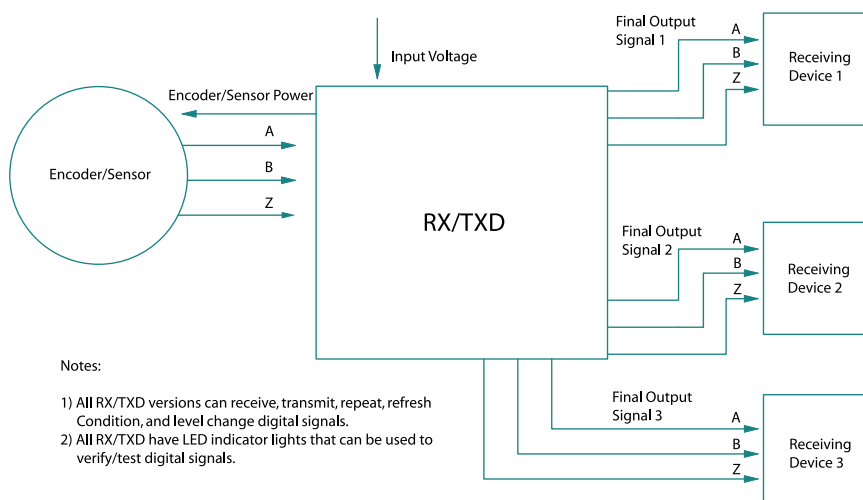 Final Output
Signal 1
A
B
Z
Receiving
Device 1
Input Voltage
Encoder/Sensor Power
A
B
Z
Encoder/Sensor
RX/TXD
Final Output
Signal 2
A
B
Z
Receiving
Device 2
Notes:
1) All RX/TXD versions can receive, transmit, repeat, refresh
Condition, and level change digital signals.
2) All RX/TXD have LED indicator lights that can be used to
verify/test digital signals.
Final Output
Signal 3
A
B
Z
Receiving
Device 3